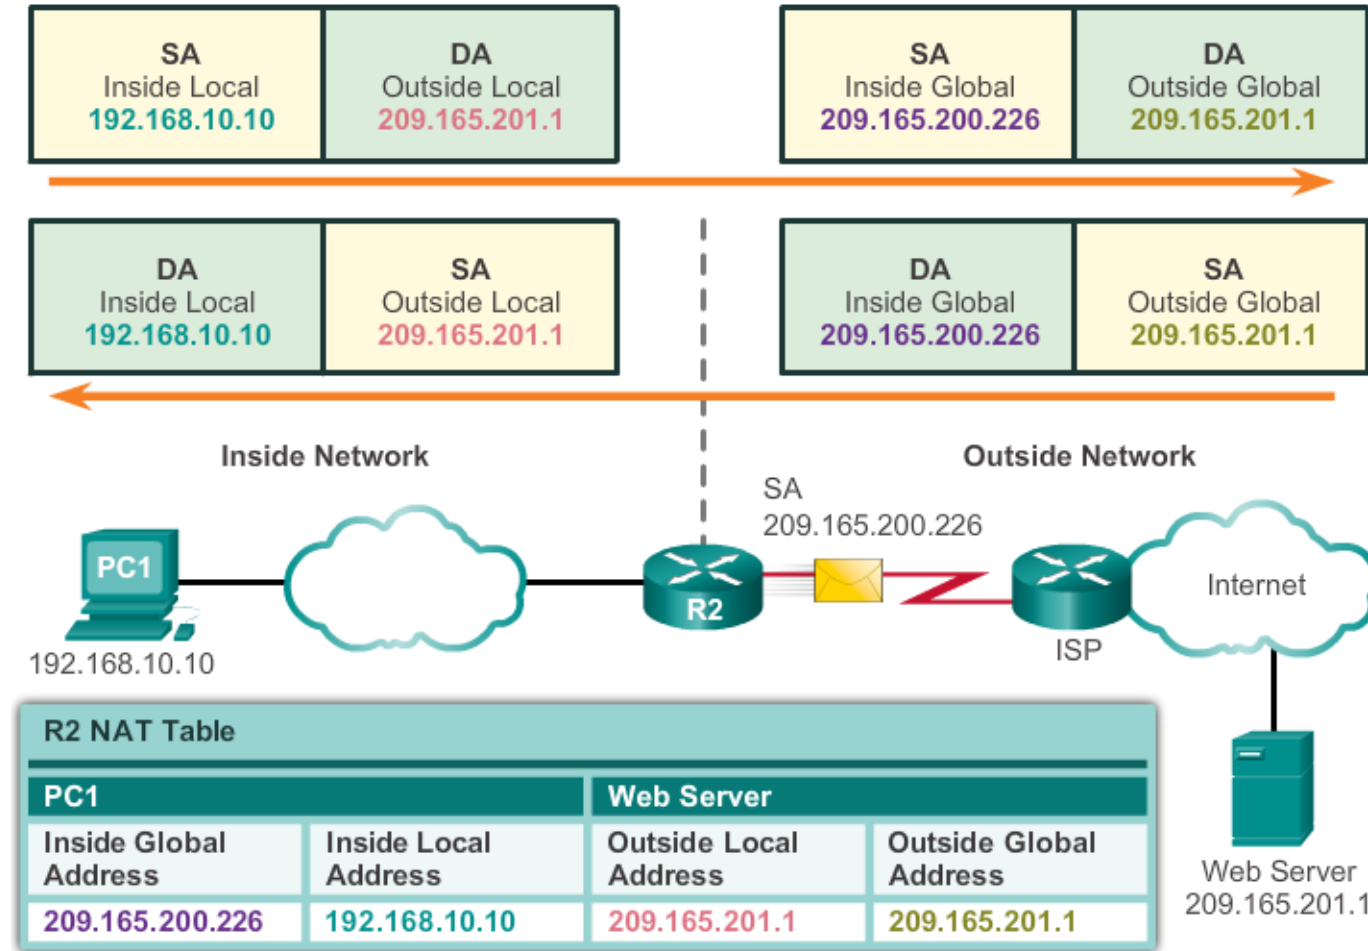 SA
Inside Local
192.168.10.10
DA
Outside Local
209.165.201.1
SA
Inside Global
209.165.200.226
DA
Outside Global
209.165.201.1
DA
Inside Local
192.168.10.10
SA
Outside Local
209.165.201.1
DA
Inside Global
209.165.200.226
SA
Outside Global
209.165.201.1
Inside Network
Outside Network
SA
209.165.200.226
PC1
192.168.10.10
R2
ISP
Internet
Web Server
209.165.201.1
R2 NAT Table
PC1
Web Server
Inside Global
Address
Inside Local
Address
Outside Local
Address
Outside Global
Address
209.165.200.226
192.168.10.10
209.165.201.1
209.165.201.1